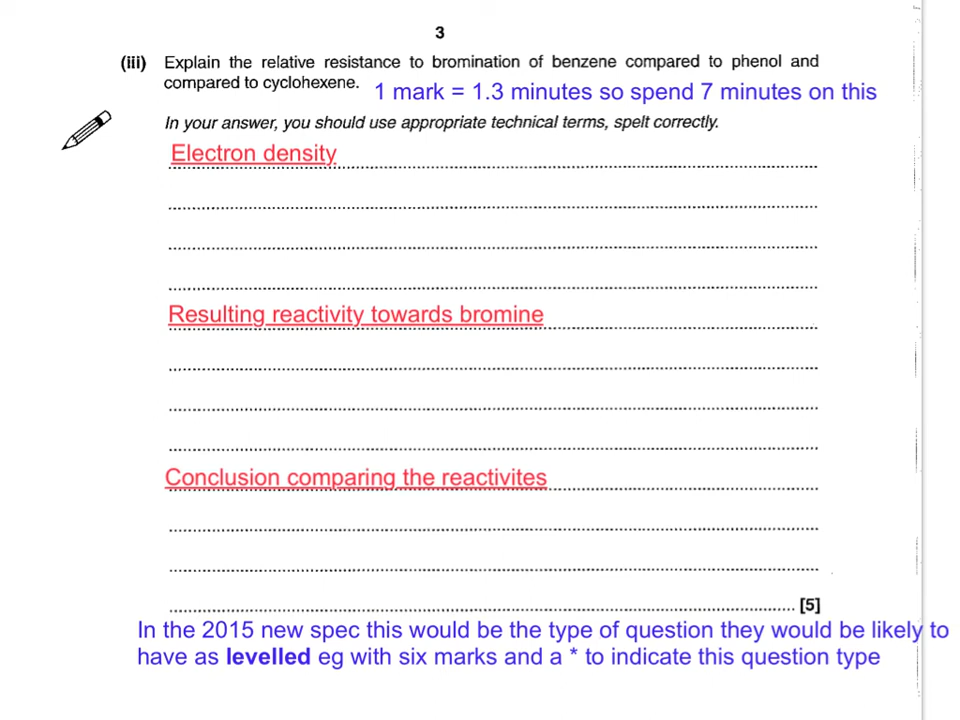 3
(iii) Explain the relative resistance to bromination of benzene compared to phenol and
compared to cyclohexene. 1 mark = 1.3 minutes so spend 7 minutes on this
In your answer, you should use appropriate technical terms, spelt correctly.
Electron density
Resulting reactivity towards bromine
Conclusion comparing the reactivites
[5]
In the 2015 new spec this would be the type of question they would be likely to
have as levelled eg with six marks and a * to indicate this question type